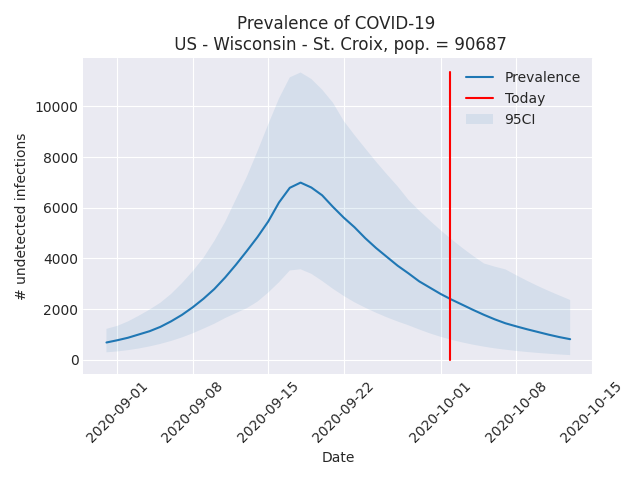 Prevalence of COVID-19
US - Wisconsin - St. Croix, pop. = 90687
Prevalence
Today
95CI
# undetected infections
10000
8000
6000
4000
2000
0
2020-09-01
2020-09-08
2020-09-15
2020-09-22
2020-10-01
2020-10-08
2020-10-15
Date